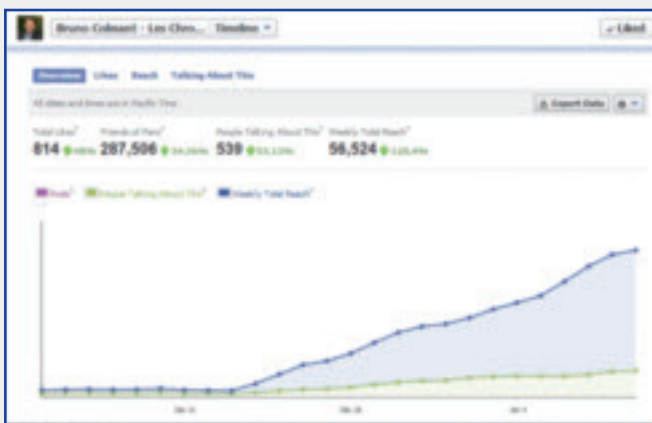 Bruno Colmant - Les Chro... Timeline
Liked
Overview Likes Reach Talking About This
All dates and times are in Pacific Time
Export Data
Total Likes? Friends of Fans? People Talking About This? Weekly Total Reach?
814 287,506 539 56,524
Posts? People Talking About This? Weekly Total Reach?